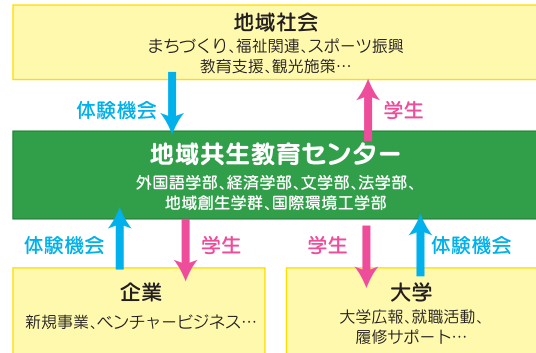 地域社会
まちづくり、福祉関連、スポーツ振興
教育支援、観光施策…
体験機会
学生
地域共生教育センター
外国語学部、経済学部、文学部、法学部、
地域創生学群、国際環境工学部
体験機会
学生
学生
体験機会
企業
新規事業、ベンチャービジネス…
大学
大学広報、就職活動、
履修サポート…